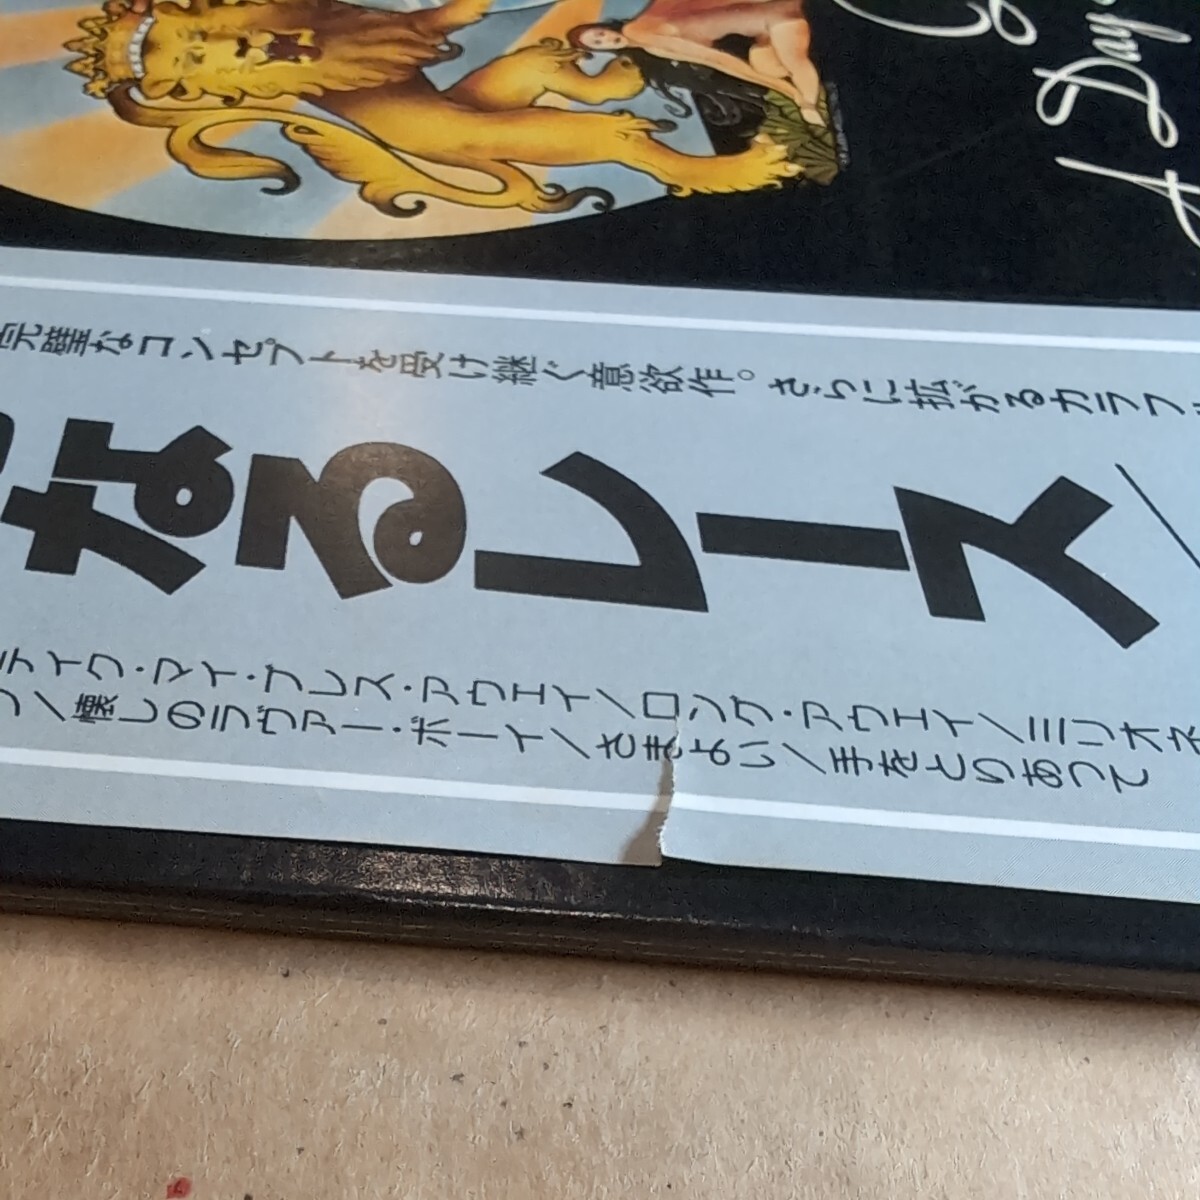 A Day
完璧なコンセプトを受け継ぐ意欲作。さらに拡がるカラフ
なるレース/
テイク・マイ・ブレス・アウェイ/ロング・アウェイ/ミリオネ
ン/懐しのラヴァー・ボーイ/さまよい/手をとりあって